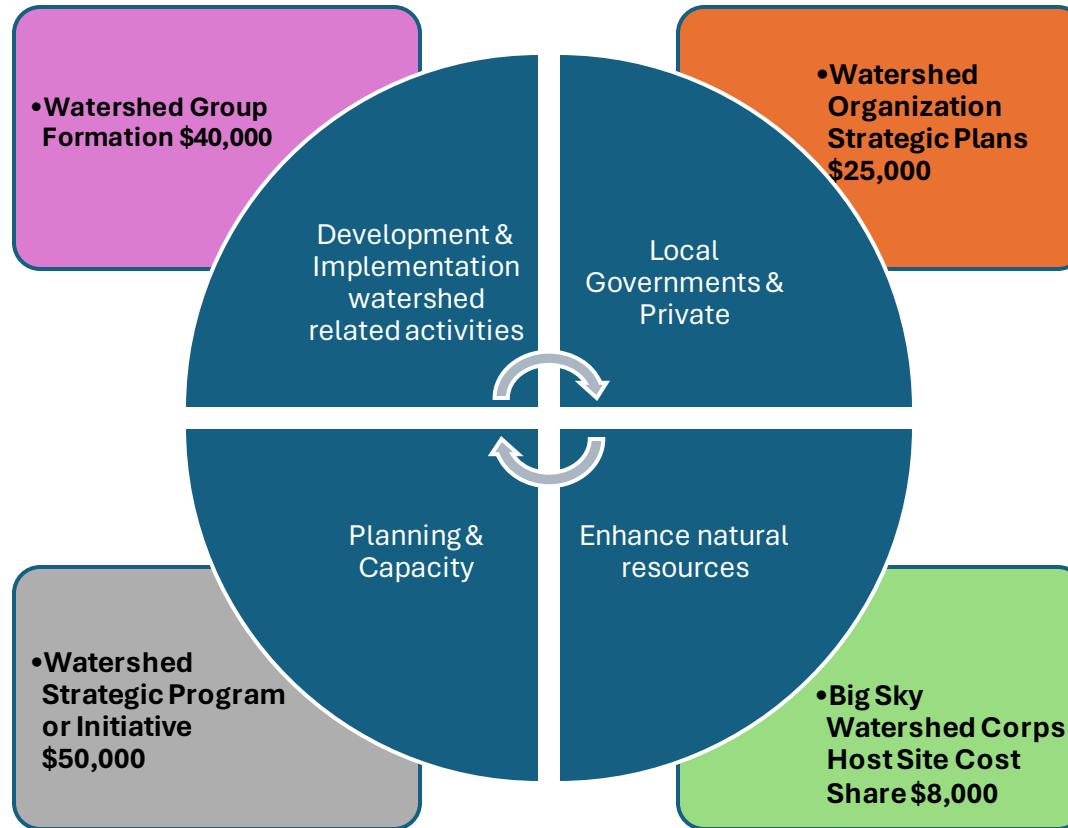 •Watershed Group
Formation $40,000
•Watershed
Organization
Strategic Plans
$25,000
Development &
Implementation
watershed
related activities
Local
Governments &
Private
Planning &
Capacity
Enhance natural
resources
•Watershed
Strategic Program
or Initiative
$50,000
•Big Sky
Watershed Corps
Host Site Cost
Share $8,000